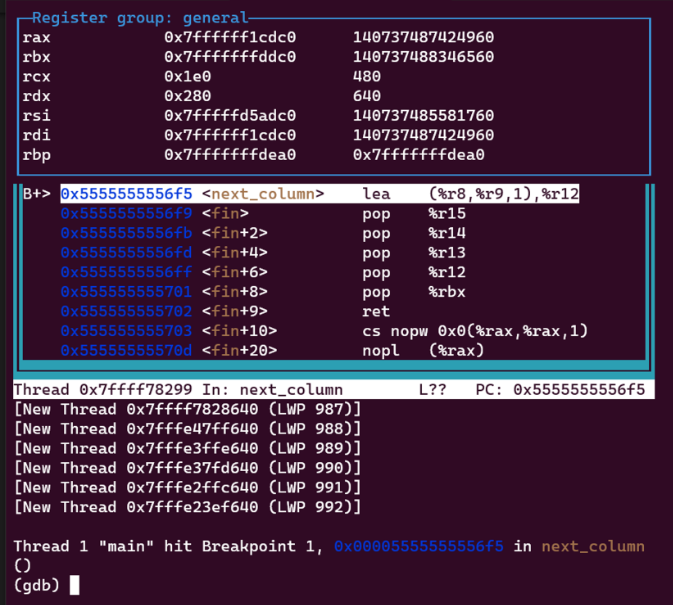 Register group: general
rax 0x7ffffff1cdc0 140737487424960
rbx 0x7fffffffddc0 140737488346560
rcx 0x1e0 480
rdx 0x280 640
rsi 0x7fffffd5adc0 140737485581760
rdi 0x7ffffff1cdc0 140737487424960
rbp 0x7fffffffdea0 0x7fffffffdea0
B+> 0x5555555556f5 <next_column> lea (%r8,%r9,1),%r12
0x5555555556f9 <fin> pop %r15
0x5555555556fb <fin+2> pop %r14
0x5555555556fd <fin+4> pop %r13
0x5555555556ff <fin+6> pop %r12
0x555555555701 <fin+8> pop %rbx
0x555555555702 <fin+9> ret
0x555555555703 <fin+10> cs nopw 0x0(%rax,%rax,1)
0x55555555570d <fin+20> nopl (%rax)
Thread 0x7ffff78299 In: next_column L?? PC: 0x5555555556f5
[New Thread 0x7ffff7828640 (LWP 987)]
[New Thread 0x7fffe47ff640 (LWP 988)]
[New Thread 0x7fffe3ffe640 (LWP 989)]
[New Thread 0x7fffe37fd640 (LWP 990)]
[New Thread 0x7fffe2ffc640 (LWP 991)]
[New Thread 0x7fffe23ef640 (LWP 992)]
Thread 1 "main" hit Breakpoint 1, 0x00005555555556f5 in next_column
()
(gdb)